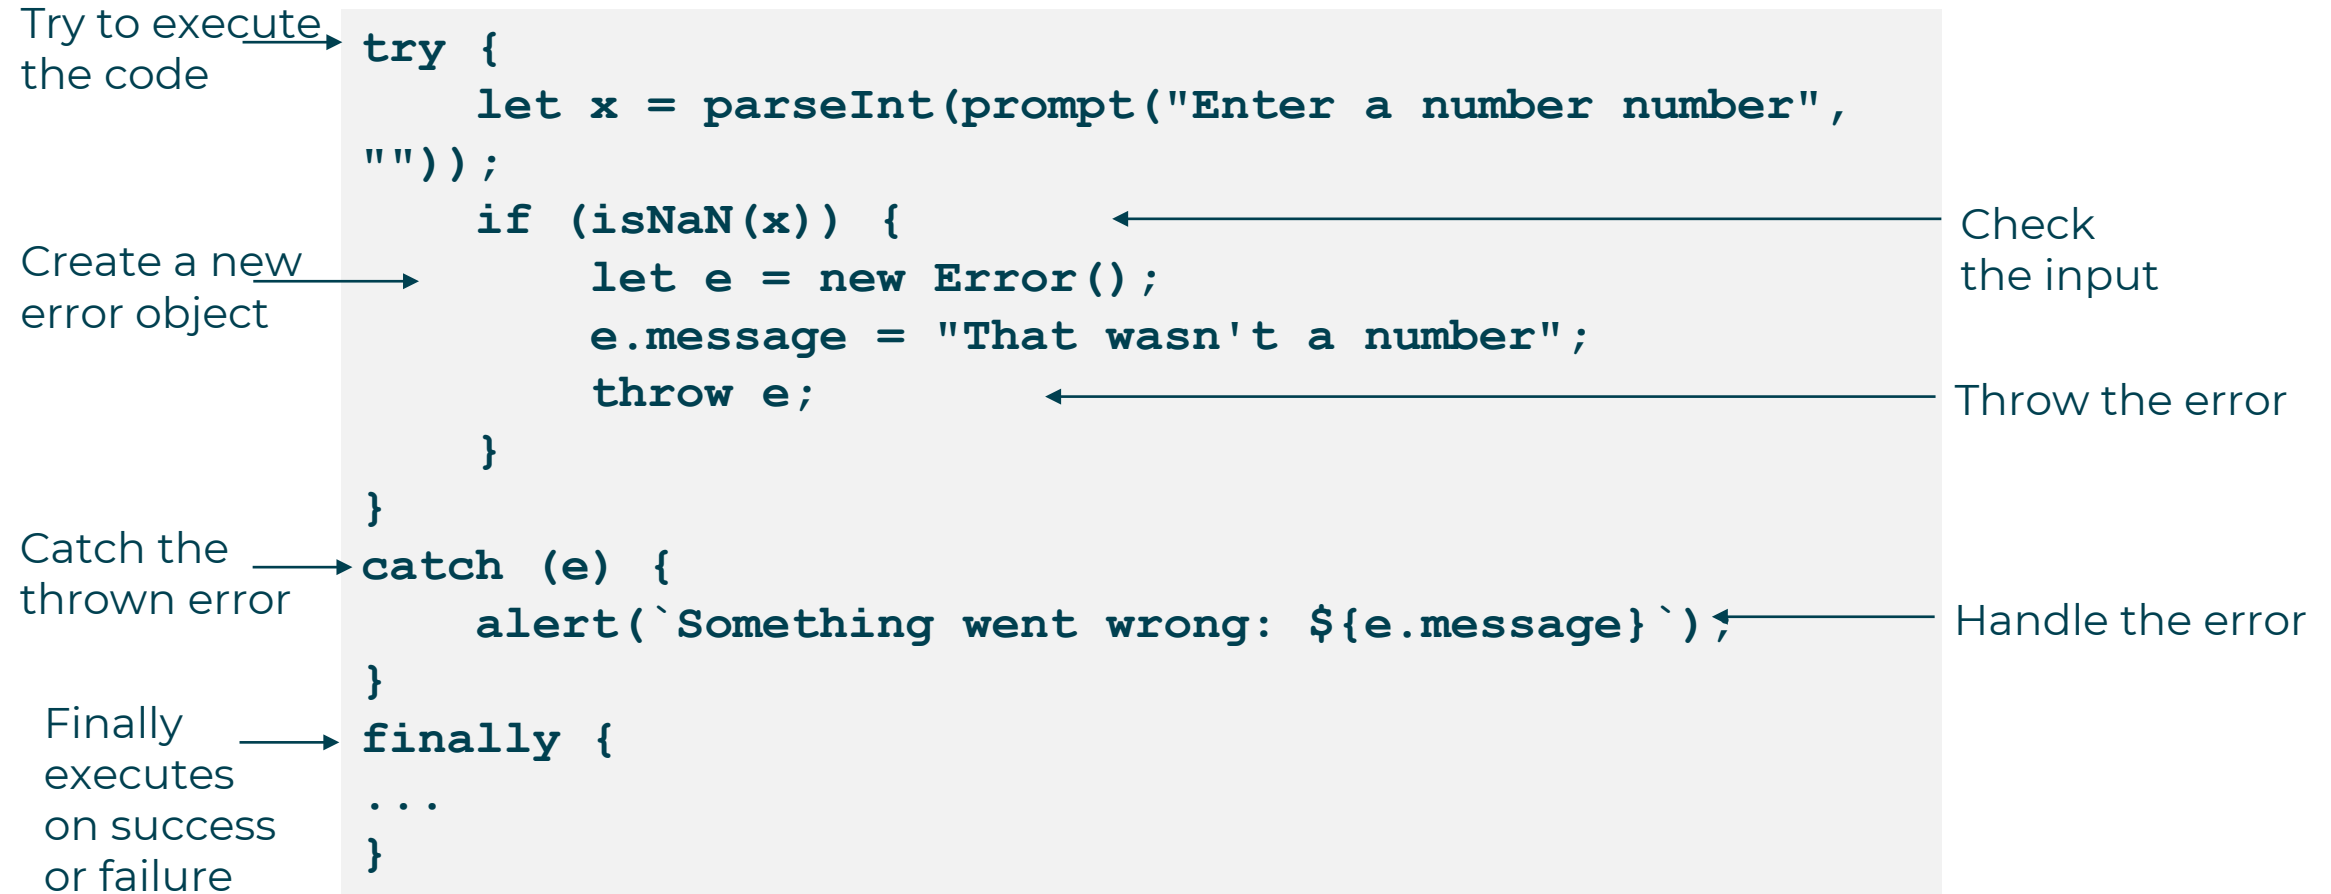 Try to execute
the code
try {
let x = parseInt(prompt("Enter a number number",
""));
if (isNaN(x)) {
Check
the input
Create a new
error object
let e = new Error();
e.message = "That wasn't a number";
throw e;
Throw the error
}
}
Catch the
thrown error
catch (e) {
alert(`Something went wrong: ${e.message}`);
Handle the error
}
Finally
executes
on success
or failure
finally {
...
}